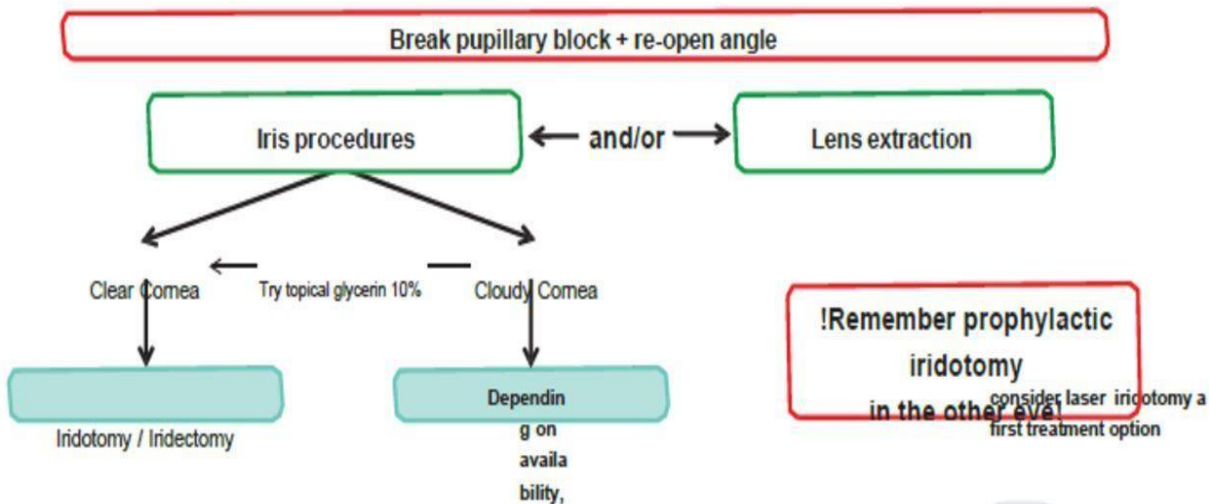 Break pupillary block + re-open angle
Iris procedures
and/or
Lens extraction
Clear Cornea
Try topical glycerin 10%
Cloudy Cornea
!Remember prophylactic
iridotomy
in the other eye!
consider laser iridotomy a
first treatment option
Iridotomy / Iridectomy
Dependin
g on
availa
bility,